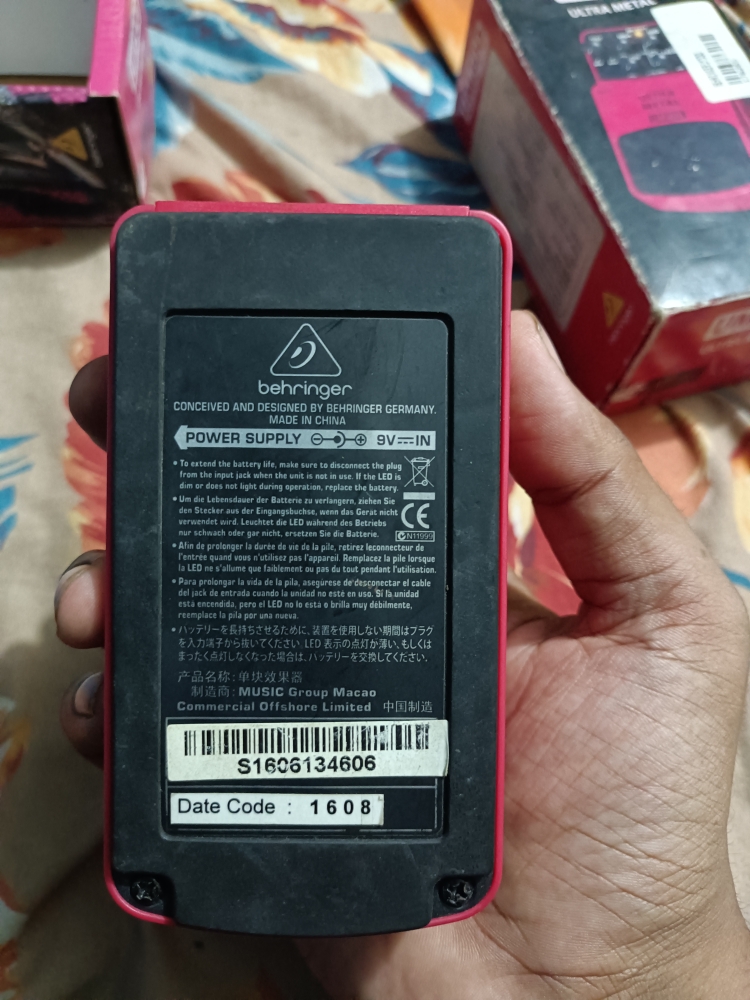 ULTRA METAL
behringer
CONCEIVED AND DESIGNED BY BEHRINGER GERMANY.
MADE IN CHINA
POWER SUPPLY 9V IN
• To extend the battery life, make sure to disconnect the plug
from the input jack when the unit is not in use. If the LED is
dim or does not light during operation, replace the battery.
• Um die Lebensdauer der Batterie zu verlangern, ziehen Sie
den Stecker aus der Eingangsbuchse, wenn das Gerät nicht
verwendet wird. Leuchtet die LED während des Betriebs
nur schwach oder gar nicht, ersetzen Sie die Batterie.
CE
N11999
• Afin de prolonger la durée de vie de la pile, retirez leconnecteur de
l'entrée quand vous n'utilisez pas l'appareil. Remplacez la pile lorsque
la LED ne s'allume que faiblement ou pas du tout pendant l'utilisation.
• Para prolongar la vida de la pila, asegúrese de desconectar el cable
del jack de entrada cuando la unidad no esté en uso. Si la unidad
está encendida, pero el LED no lo esta o brilla muy débilmente,
reemplace la pila por una nueva.
• バッテリーを長持ちさせるために、装置を使用しない期間はプラグ
を入力端子から抜いてください。LED 表示の点灯が薄い、もしくは
まったく点灯しなくなった場合は、バッテリーを交換してください。
产品名称: 单块效果器
制造商: MUSIC Group Macao
Commercial Offshore Limited 中国制造
S1606134606
Date Code : 1608